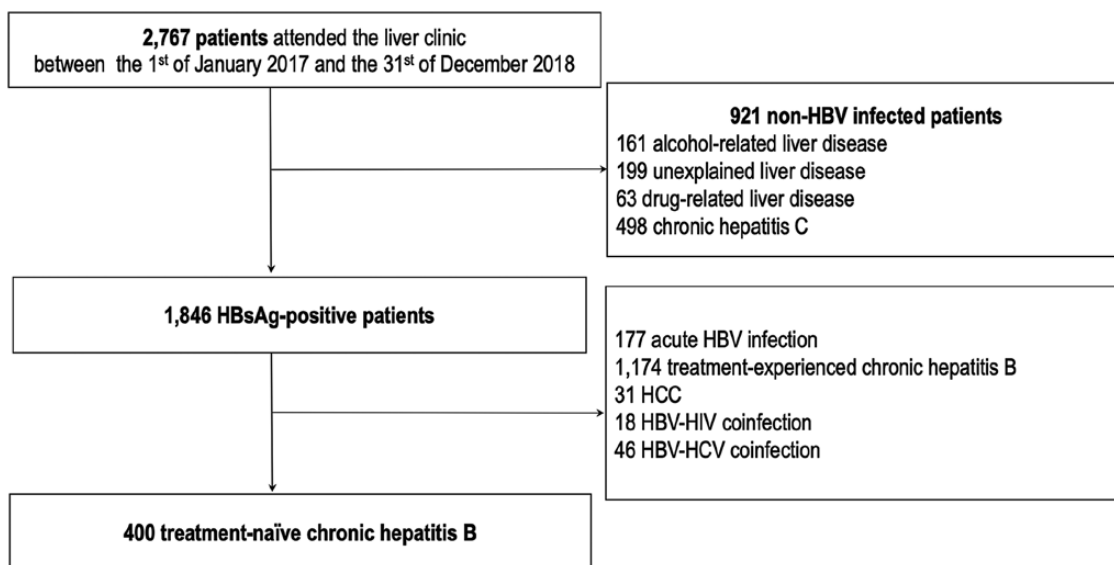 2,767 patients attended the liver clinic
between the 1st of January 2017 and the 31st of December 2018
921 non-HBV infected patients
161 alcohol-related liver disease
199 unexplained liver disease
63 drug-related liver disease
498 chronic hepatitis C
1,846 HBsAg-positive patients
177 acute HBV infection
1,174 treatment-experienced chronic hepatitis B
31 HCC
18 HBV-HIV coinfection
46 HBV-HCV coinfection
400 treatment-naïve chronic hepatitis B